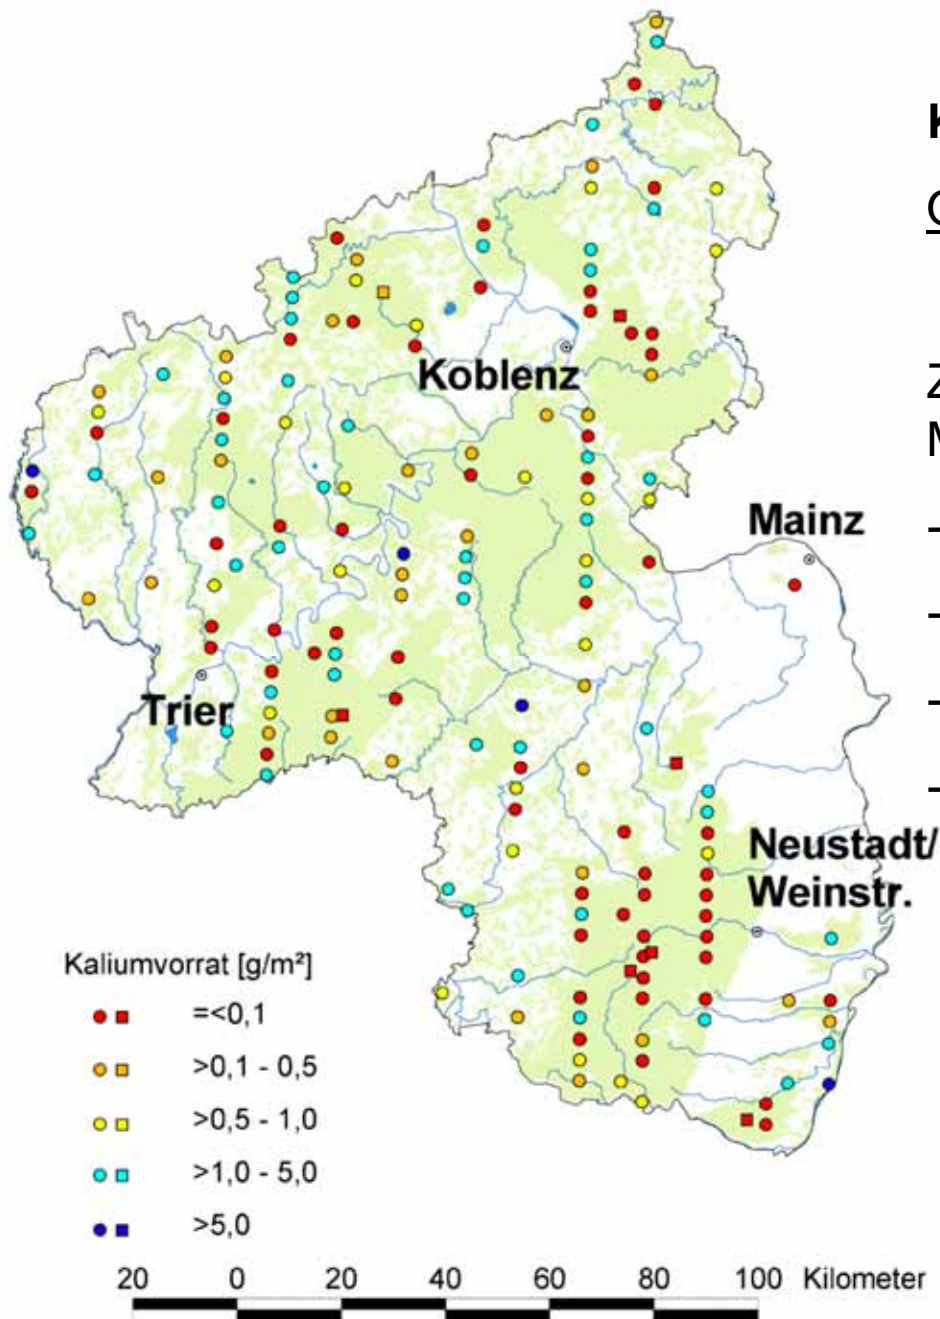 K
Z
M
-
-
-
-
Koblenz
Mainz
Trier
Neustadt/
Weinstr.
Kaliumvorrat [g/m²]
=<0,1
>0,1 - 0,5
>0,5 - 1,0
>1,0 - 5,0
>5,0
20 0 20 40 60 80 100 Kilometer